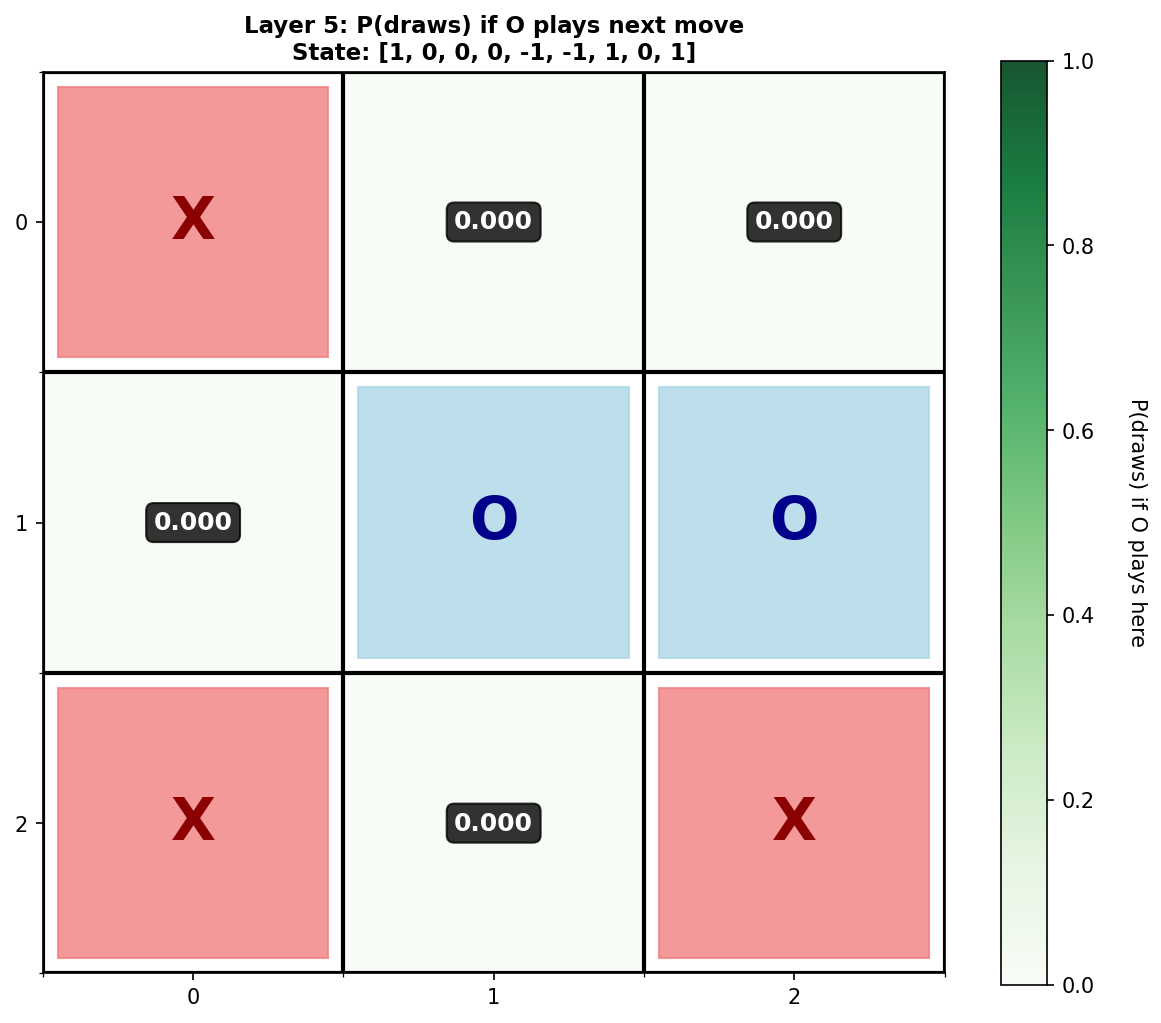 Layer 5: P(draws) if O plays next move
State: [1, 0, 0, 0, -1, -1, 1, 0, 1]
0
X
0.000
0.000
1
0.000
O
O
2
X
0.000
X
0
1
2
1.0
0.8
0.6
0.4
0.2
0.0
P(draws) if O plays here